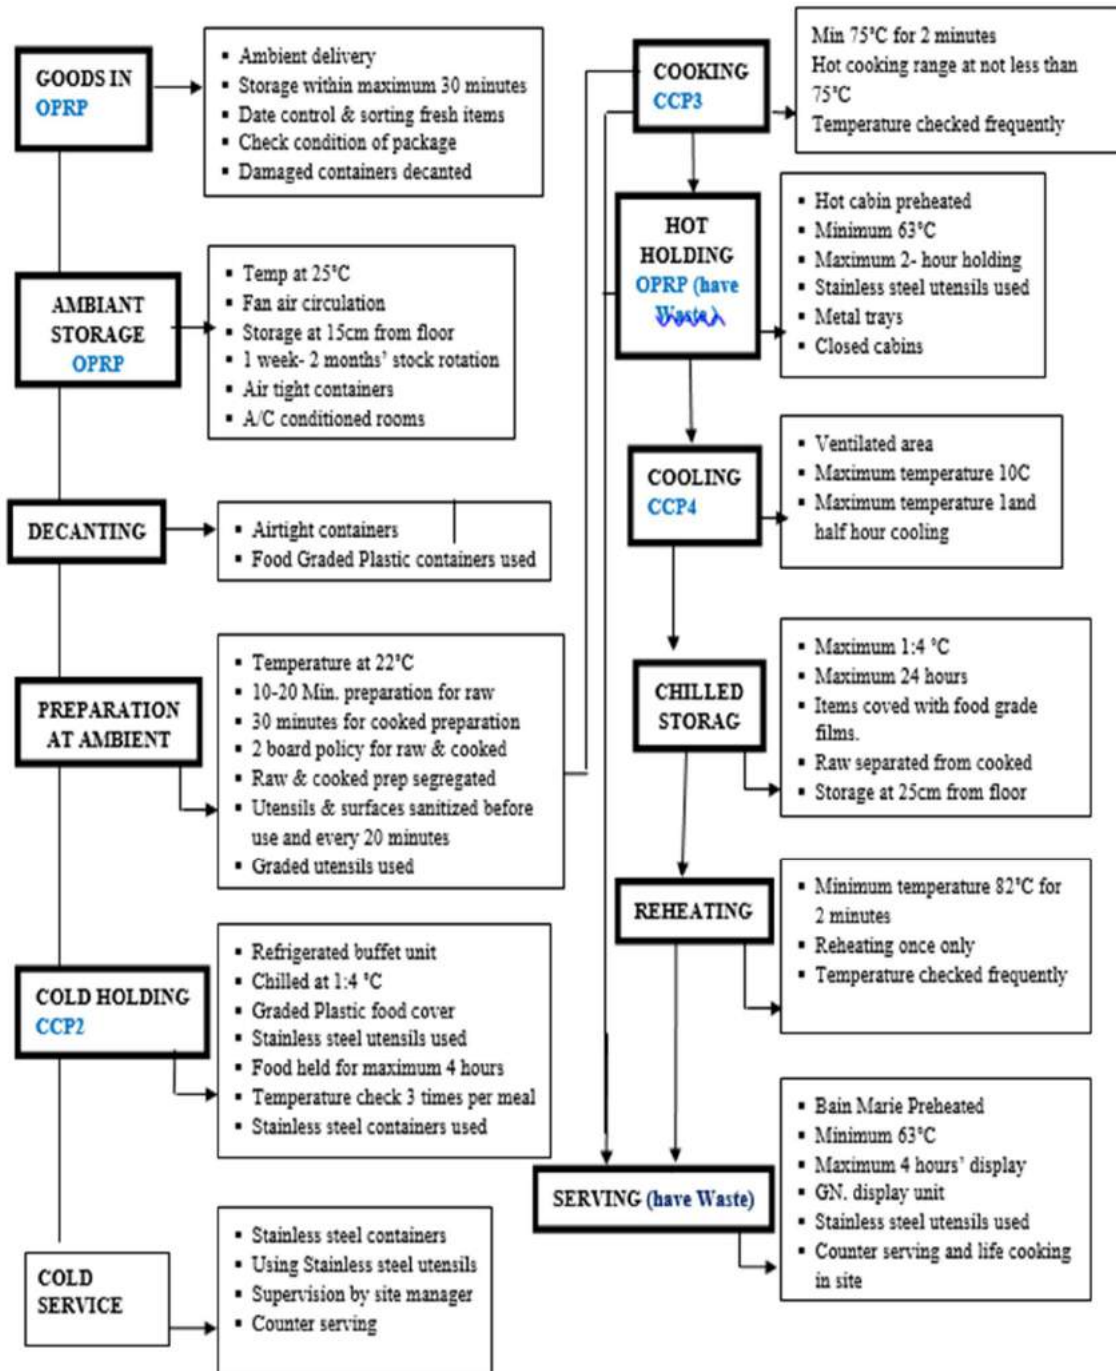 GOODS IN
OPRP
▪ Ambient delivery
▪ Storage within maximum 30 minutes
▪ Date control & sorting fresh items
▪ Check condition of package
▪ Damaged containers decanted
AMBIANT
STORAGE
OPRP
▪ Temp at 25°C
▪ Fan air circulation
▪ Storage at 15cm from floor
▪ 1 week- 2 months' stock rotation
▪ Air tight containers
▪ A/C conditioned rooms
DECANTING
▪ Airtight containers
▪ Food Graded Plastic containers used
PREPARATION
AT AMBIENT
▪ Temperature at 22°C
▪ 10-20 Min. preparation for raw
▪ 30 minutes for cooked preparation
▪ 2 board policy for raw & cooked
▪ Raw & cooked prep segregated
▪ Utensils & surfaces sanitized before
use and every 20 minutes
▪ Graded utensils used
COLD HOLDING
CCP2
▪ Refrigerated buffet unit
▪ Chilled at 1:4 °C
▪ Graded Plastic food cover
▪ Stainless steel utensils used
▪ Food held for maximum 4 hours
▪ Temperature check 3 times per meal
▪ Stainless steel containers used
COLD
SERVICE
▪ Stainless steel containers
▪ Using Stainless steel utensils
▪ Supervision by site manager
▪ Counter serving
COOKING
CCP3
Min 75°C for 2 minutes
Hot cooking range at not less than
75°C
Temperature checked frequently
HOT
HOLDING
OPRP (have
Waste)
▪ Hot cabin preheated
▪ Minimum 63°C
▪ Maximum 2- hour holding
▪ Stainless steel utensils used
▪ Metal trays
▪ Closed cabins
COOLING
CCP4
▪ Ventilated area
▪ Maximum temperature 10C
▪ Maximum temperature 1and
half hour cooling
CHILLED
STORAG
▪ Maximum 1:4 °C
▪ Maximum 24 hours
▪ Items coved with food grade
films.
▪ Raw separated from cooked
▪ Storage at 25cm from floor
REHEATING
▪ Minimum temperature 82°C for
2 minutes
▪ Reheating once only
▪ Temperature checked frequently
SERVING (have Waste)
▪ Bain Marie Preheated
▪ Minimum 63°C
▪ Maximum 4 hours' display
▪ GN. display unit
▪ Stainless steel utensils used
▪ Counter serving and life cooking
in site